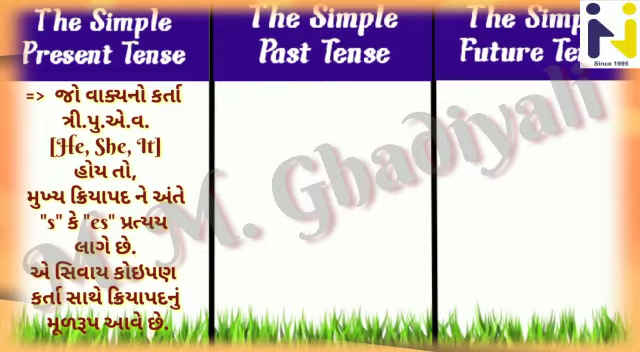 The Simple
Present Tense
The Simple
Past Tense
The Simp
Future Te
Since 1995
=> જો વાક્યનો કર્તા
ત્રી.પુ.એ.વ.
[He, She, It]
હોય તો,
મુખ્ય ક્રિયાપદ ને અંતે
"s" કે "es" પ્રત્યય
લાગે છે.
એ સિવાય કોઇપણ
કર્તા સાથે ક્રિયાપદનું
મૂળરૂપ આવે છે.
M. M. Ghadiyali